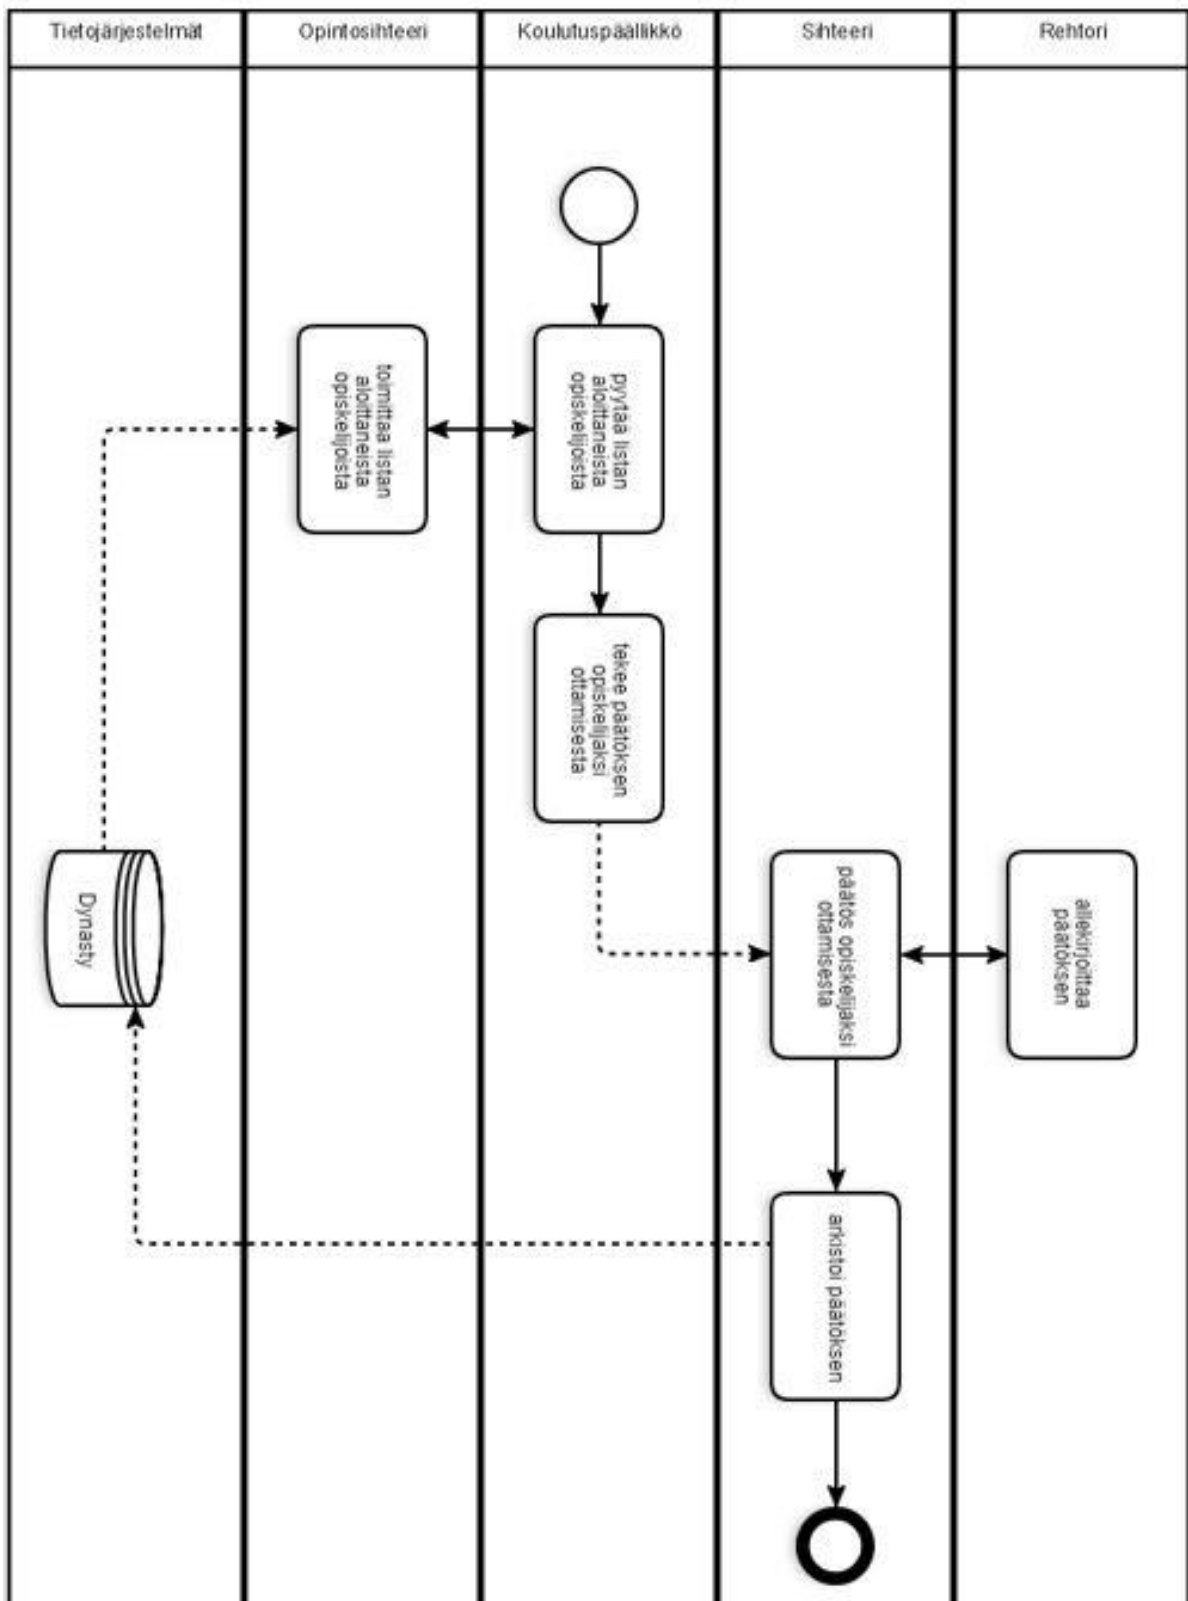 Tietojärjestelmät
Opintosihteeri
Koulutuspäällikkö
Sihteeri
Rehtori
toimittaa listan
aloittaneista
opiskelijoista
pyytää listan
aloittaneista
opiskelijoista
tekee päätöksen
opiskelijaksi
ottamisesta
Dynasty
päätös opiskelijaksi
ottamisesta
allekirjoittaa
päätöksen
arkistoi päätöksen